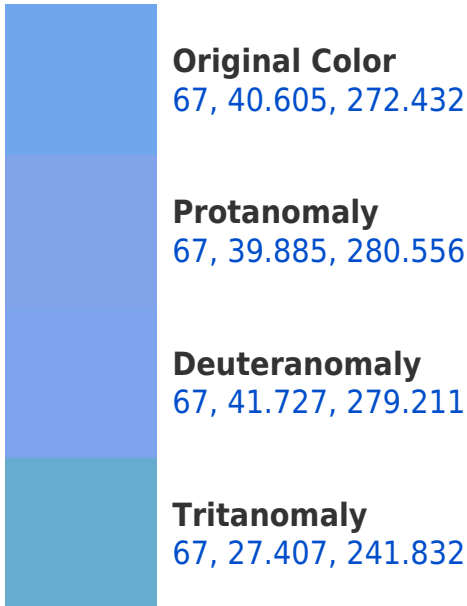 Original Color
67, 40.605, 272.432
Protanomaly
67, 39.885, 280.556
Deuteranomaly
67, 41.727, 279.211
Tritanomaly
67, 27.407, 241.832